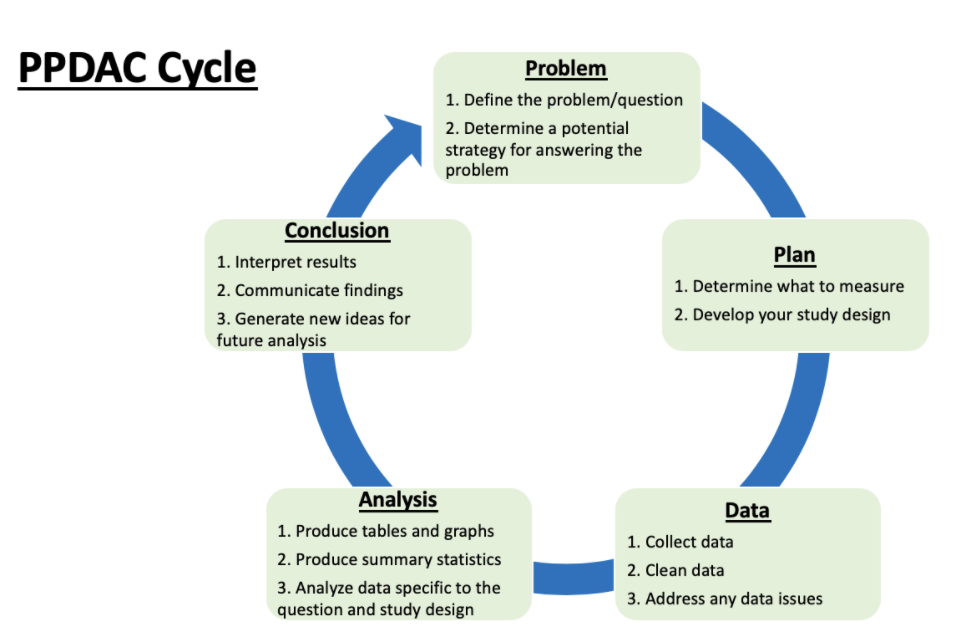 PPDAC Cycle
Problem
1. Define the problem/question
2. Determine a potential
strategy for answering the
problem
Plan
1. Determine what to measure
2. Develop your study design
Data
1. Collect data
2. Clean data
3. Address any data issues
Analysis
1. Produce tables and graphs
2. Produce summary statistics
3. Analyze data specific to the
question and study design
Conclusion
1. Interpret results
2. Communicate findings
3. Generate new ideas for
future analysis